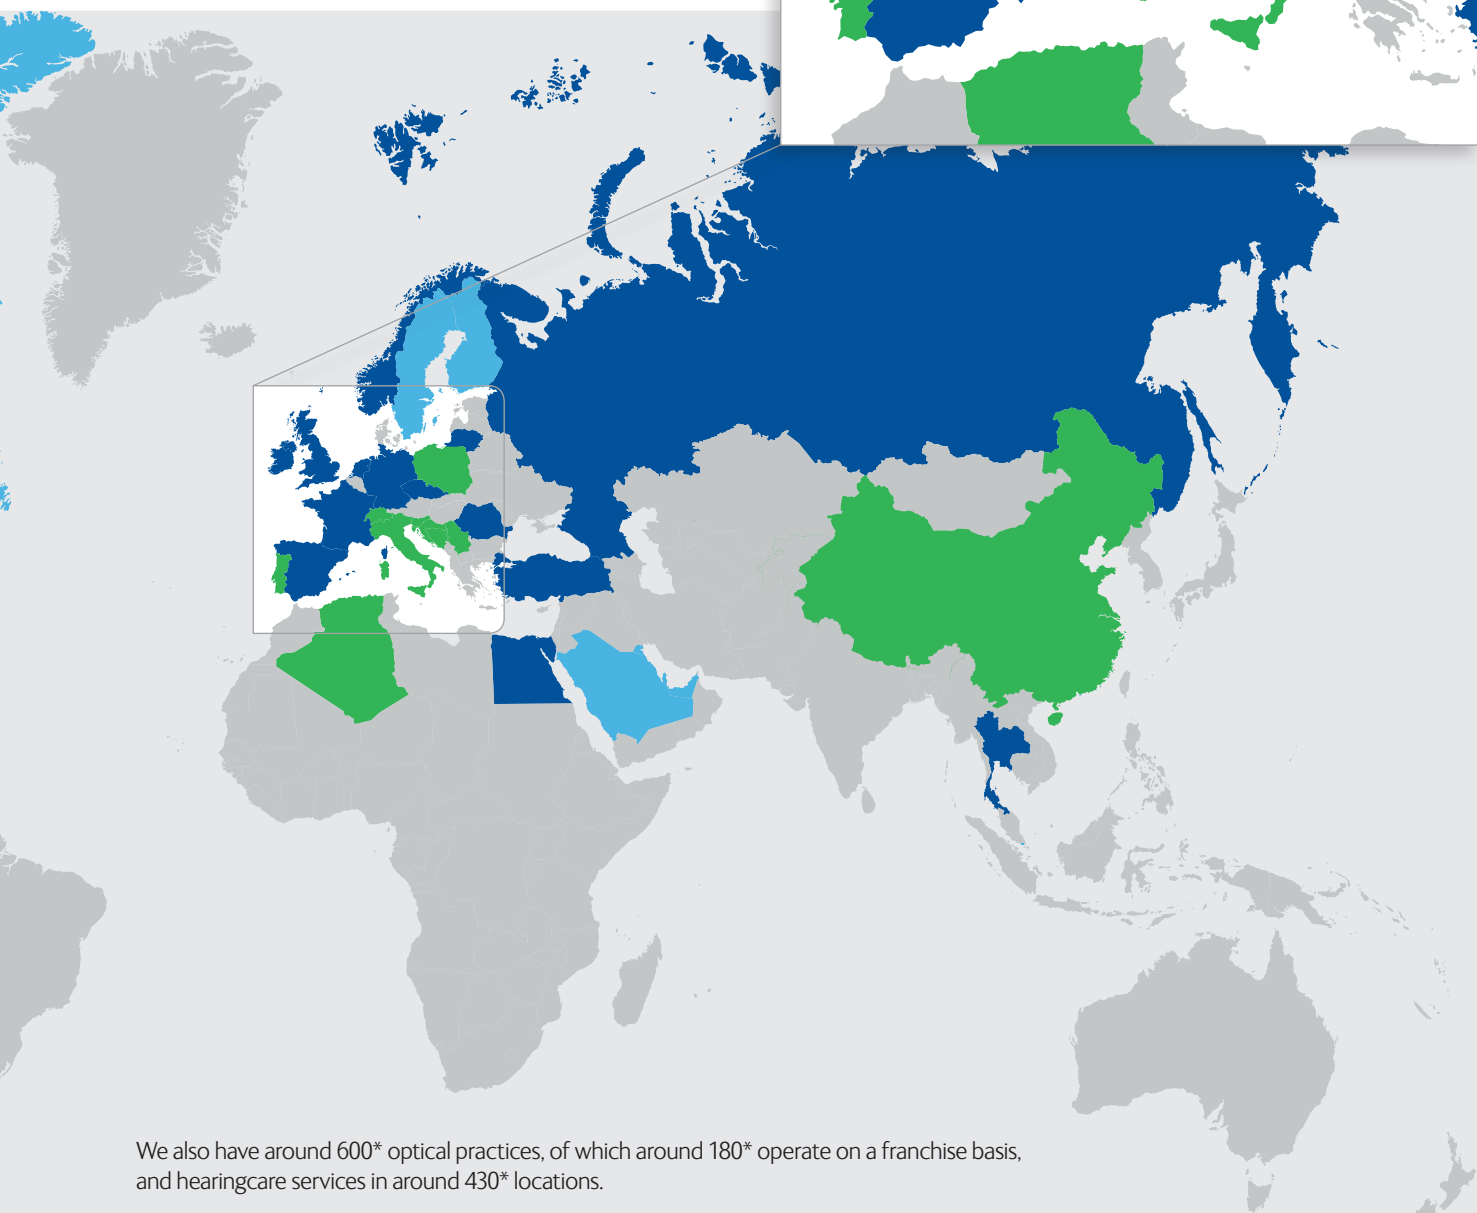 We also have around 600* optical practices, of which around 180* operate on a franchise basis,
and hearingcare services in around 430* locations.